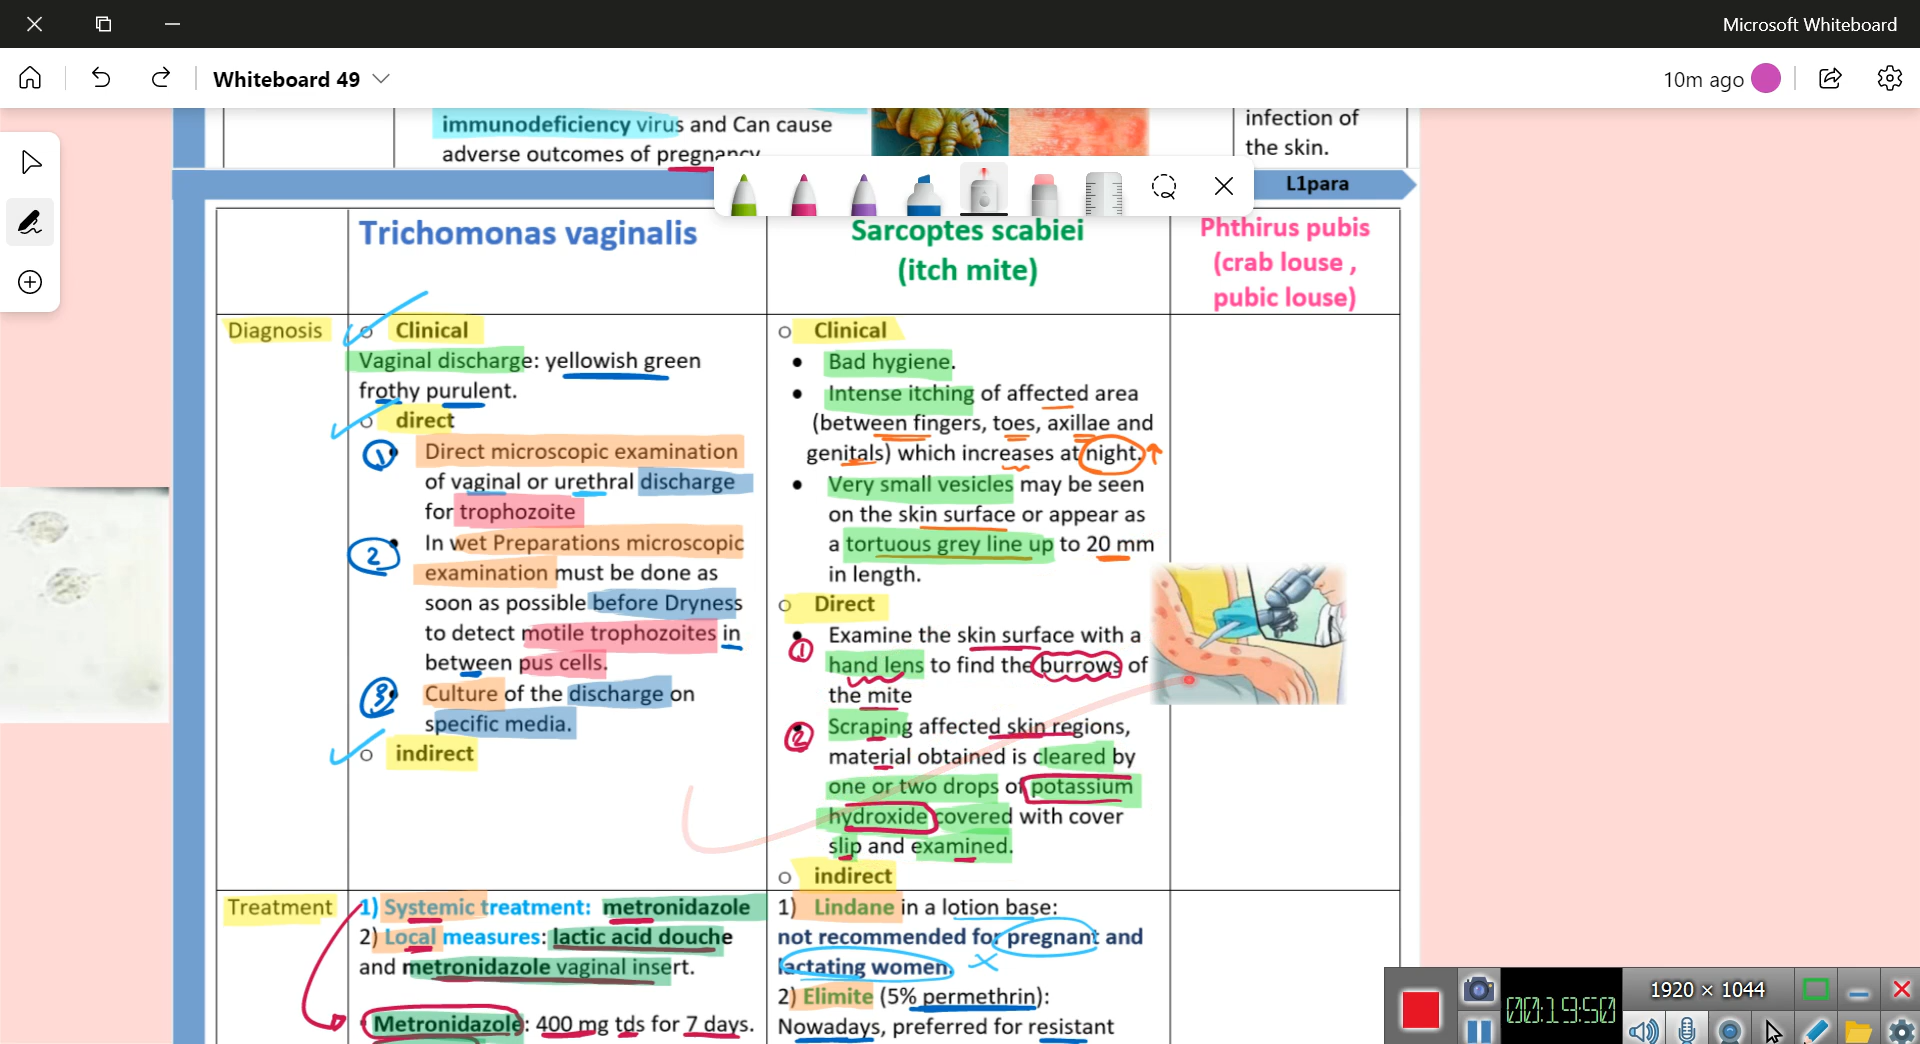 Microsoft Whiteboard
Whiteboard 49
10m ago
immunodeficiency virus and Can cause
adverse outcomes of pregnancy
infection of
the skin.
L1para
Trichomonas vaginalis
Sarcoptes scabiei
(itch mite)
Phthirus pubis
(crab louse ,
pubic louse)
Diagnosis
o Clinical
Vaginal discharge: yellowish green
frothy purulent.
o direct
1 • Direct microscopic examination
of vaginal or urethral discharge
for trophozoite
2 • In wet Preparations microscopic
examination must be done as
soon as possible before Dryness
to detect motile trophozoites in
between pus cells.
3 • Culture of the discharge on
specific media.
o indirect
o Clinical
• Bad hygiene.
• Intense itching of affected area
(between fingers, toes, axillae and
genitals) which increases at night. ↑
• Very small vesicles may be seen
on the skin surface or appear as
a tortuous grey line up to 20 mm
in length.
o Direct
• Examine the skin surface with a
1 hand lens to find the burrows of
the mite
2 • Scraping affected skin regions,
material obtained is cleared by
one or two drops of potassium
hydroxide covered with cover
slip and examined.
o indirect
Treatment
1) Systemic treatment: metronidazole
2) Local measures: lactic acid douche
and metronidazole vaginal insert.
• Metronidazole: 400 mg tds for 7 days.
1) Lindane in a lotion base:
not recommended for pregnant and
lactating women. x
2) Elimite (5% permethrin):
Nowadays, preferred for resistant
1920 × 1044
00:19:50